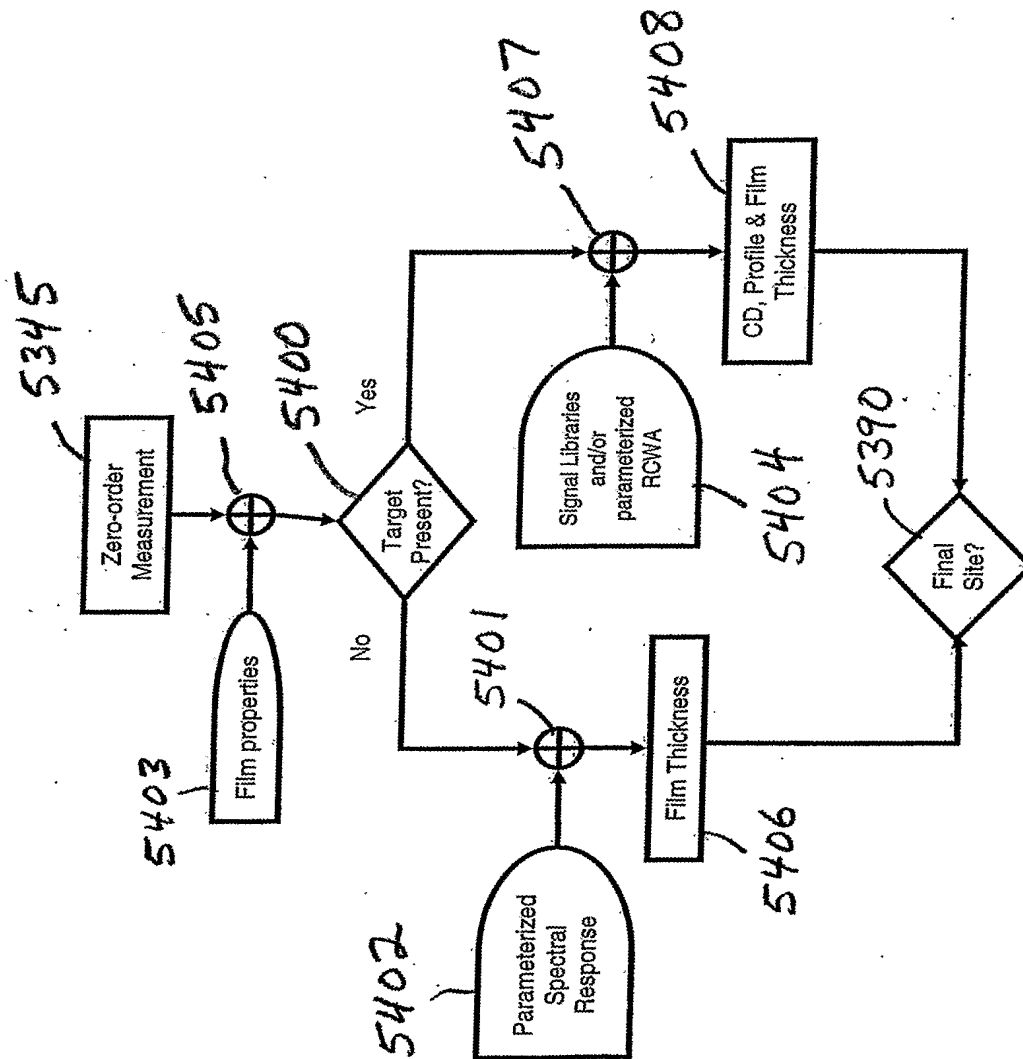 5345
Zero-order
Measurement
5405
5403
Film properties
5400
Target
Present?
No
Yes
5402
Parameterized
Spectral
Response
5401
Signal Libraries
and/or
parameterized
RCWA
5404
5407
Film Thickness
5406
CD, Profile & Film
Thickness
5408
5390
Final
Site?